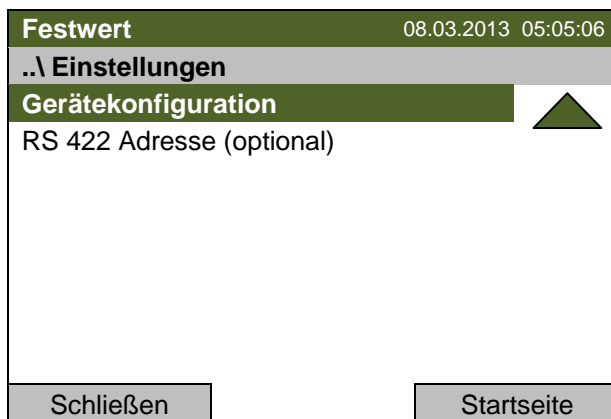 Festwert 08.03.2013 05:05:06
..\ Einstellungen
Gerätekonfiguration
RS 422 Adresse (optional)
Schließen Startseite